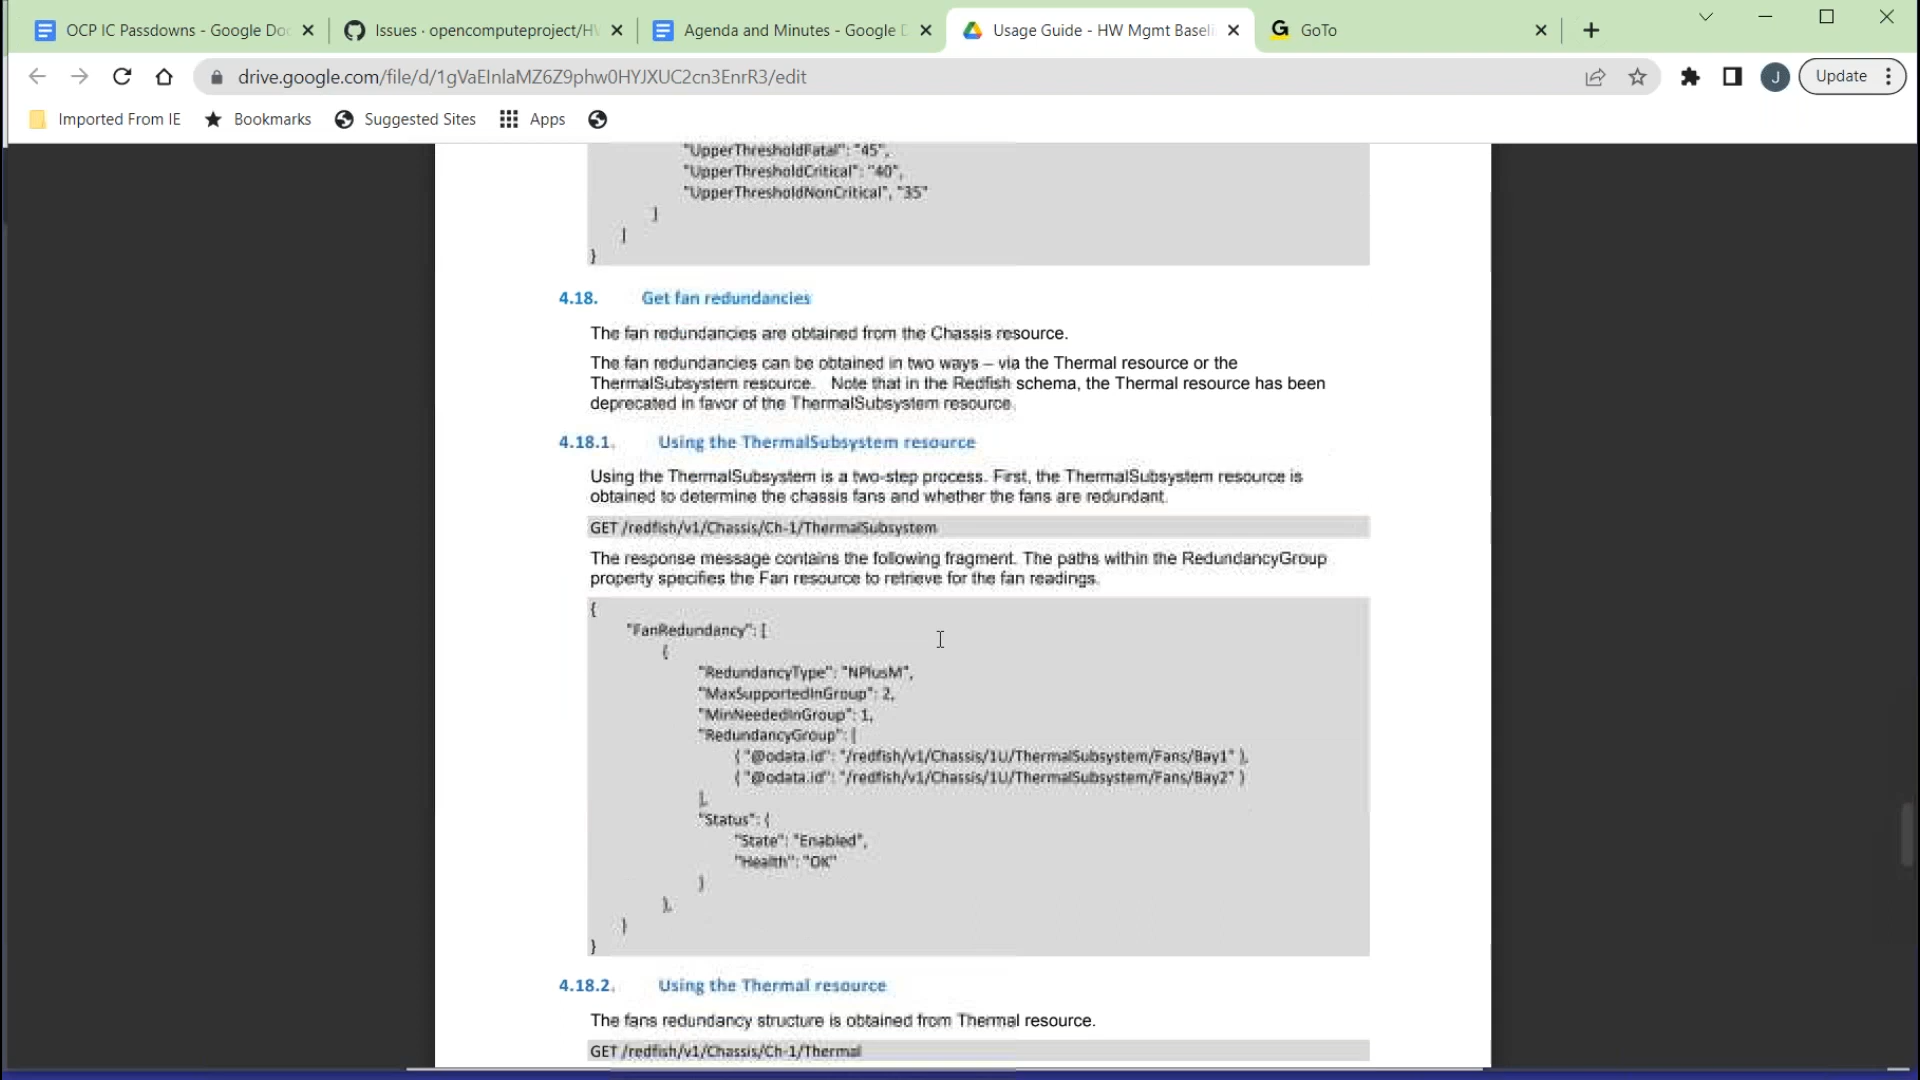 OCP IC Passdowns - Google Doc
Issues · opencomputeproject/HW
Agenda and Minutes - Google D
Usage Guide - HW Mgmt Baseli
G GoTo
drive.google.com/file/d/1gVaEInlaMZ6Z9phw0HYJXUC2cn3EnrR3/edit
J
Update
Imported From IE
Bookmarks
Suggested Sites
Apps
"UpperThresholdFatal": "45",
"UpperThresholdCritical": "40",
"UpperThresholdNonCritical", "35"
]
]
}
4.18. Get fan redundancies
The fan redundancies are obtained from the Chassis resource.
The fan redundancies can be obtained in two ways – via the Thermal resource or the
ThermalSubsystem resource. Note that in the Redfish schema, the Thermal resource has been
deprecated in favor of the ThermalSubsystem resource.
4.18.1. Using the ThermalSubsystem resource
Using the ThermalSubsystem is a two-step process. First, the ThermalSubsystem resource is
obtained to determine the chassis fans and whether the fans are redundant.
GET /redfish/v1/Chassis/Ch-1/ThermalSubsystem
The response message contains the following fragment. The paths within the RedundancyGroup
property specifies the Fan resource to retrieve for the fan readings.
{
"FanRedundancy": [
{
"RedundancyType": "NPlusM",
"MaxSupportedInGroup": 2,
"MinNeededInGroup": 1,
"RedundancyGroup": [
{ "@odata.id": "/redfish/v1/Chassis/1U/ThermalSubsystem/Fans/Bay1" },
{ "@odata.id": "/redfish/v1/Chassis/1U/ThermalSubsystem/Fans/Bay2" }
],
"Status": {
"State": "Enabled",
"Health": "OK"
}
},
]
}
4.18.2. Using the Thermal resource
The fans redundancy structure is obtained from Thermal resource.
GET /redfish/v1/Chassis/Ch-1/Thermal